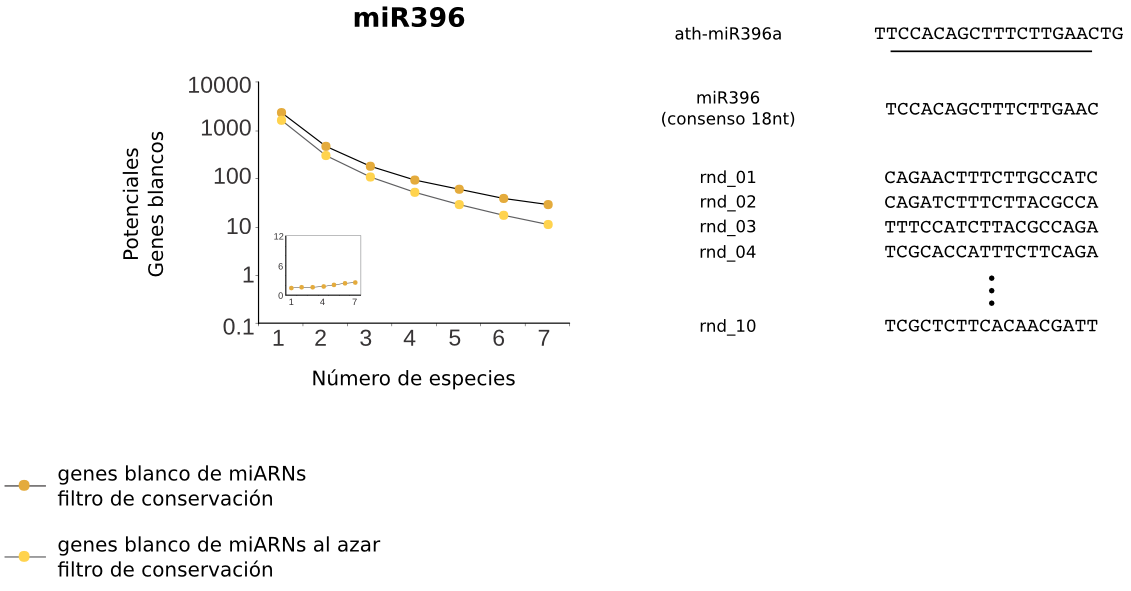 miR396
10000
1000
100
10
1
0.1
Potenciales
Genes blancos
12
6
0
1 4 7
1 2 3 4 5 6 7
Número de especies
ath-miR396a TTCCACAGCTTTCTTGAACTG
miR396
(consenso 18nt) TCCACAGCTTTCTTGAAC
rnd_01 CAGAACTTTCTTGCCATC
rnd_02 CAGATCTTTCTTACGCCA
rnd_03 TTTCCATCTTACGCCAGA
rnd_04 TCGCACCATTTCTTCAGA
rnd_10 TCGCTCTTCACAACGATT
genes blanco de miARNs
filtro de conservación
genes blanco de miARNs al azar
filtro de conservación